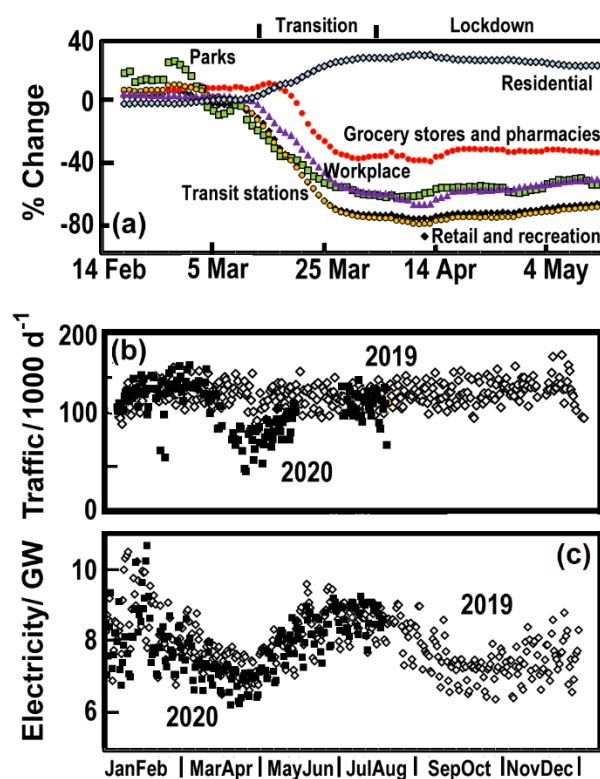 Transition Lockdown
40
Parks
Residential
0
Grocery stores and pharmacies
-40
Workplace
Transit stations
-80
(a)
Retail and recreation
% Change
14 Feb 5 Mar 25 Mar 14 Apr 4 May
200
(b)
2019
100
2020
0
Traffic/1000 d⁻¹
(c)
10
2019
8
6
2020
Electricity/ GW
JanFeb MarApr MayJun JulAug SepOct NovDec